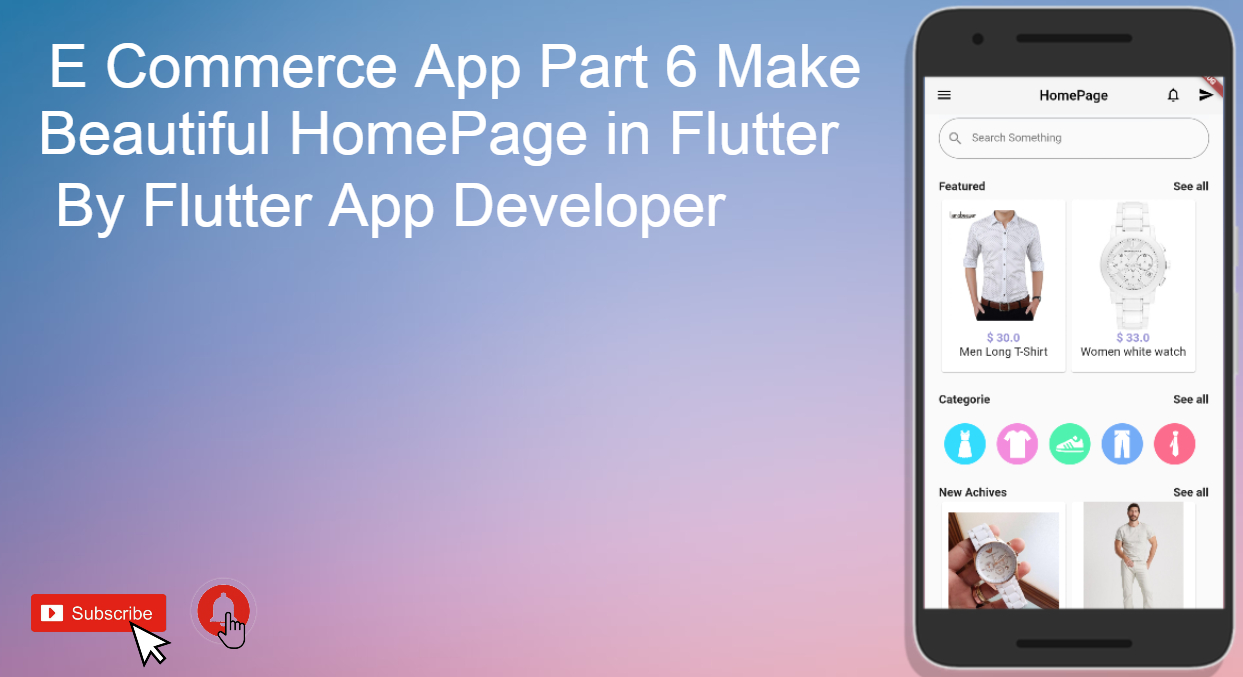 E Commerce App Part 6 Make
Beautiful HomePage in Flutter
By Flutter App Developer
Subscribe
HomePage
Search Something
Featured See all
$ 30.0 $ 33.0
Men Long T-Shirt Women white watch
Categorie See all
New Achives See all